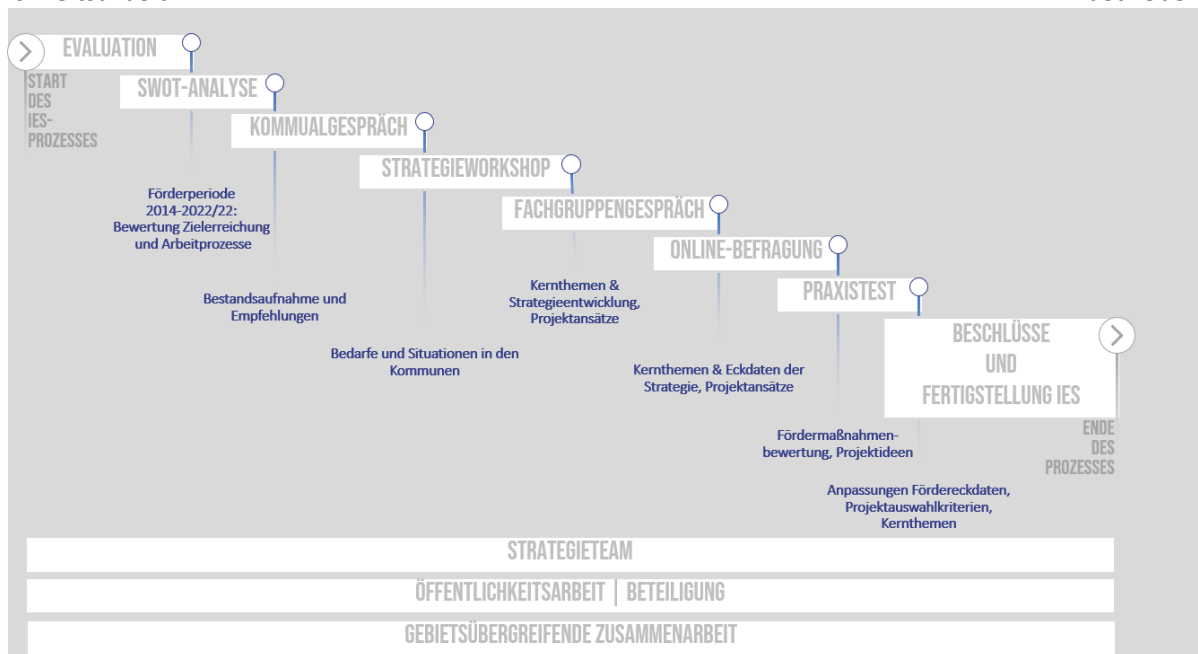 EVALUATION
START
DES
IES-
PROZESSES
SWOT-ANALYSE
KOMMUALGESPRÄCH
STRATEGIEWORKSHOP
FACHGRUPPENGESPRÄCH
ONLINE-BEFRAGUNG
PRAXISTEST
BESCHLÜSSE
UND
FERTIGSTELLUNG IES
ENDE
DES
PROZESSES
Förderperiode
2014-2022/22:
Bewertung Zielerreichung
und Arbeitprozesse
Bestandsaufnahme und
Empfehlungen
Bedarfe und Situationen in den
Kommunen
Kernthemen &
Strategieentwicklung,
Projektansätze
Kernthemen & Eckdaten der
Strategie, Projektansätze
Fördermaßnahmen-
bewertung, Projektideen
Anpassungen Fördereckdaten,
Projektauswahlkriterien,
Kernthemen
STRATEGIETEAM
ÖFFENTLICHKEITSARBEIT | BETEILIGUNG
GEBIETSÜBERGREIFENDE ZUSAMMENARBEIT